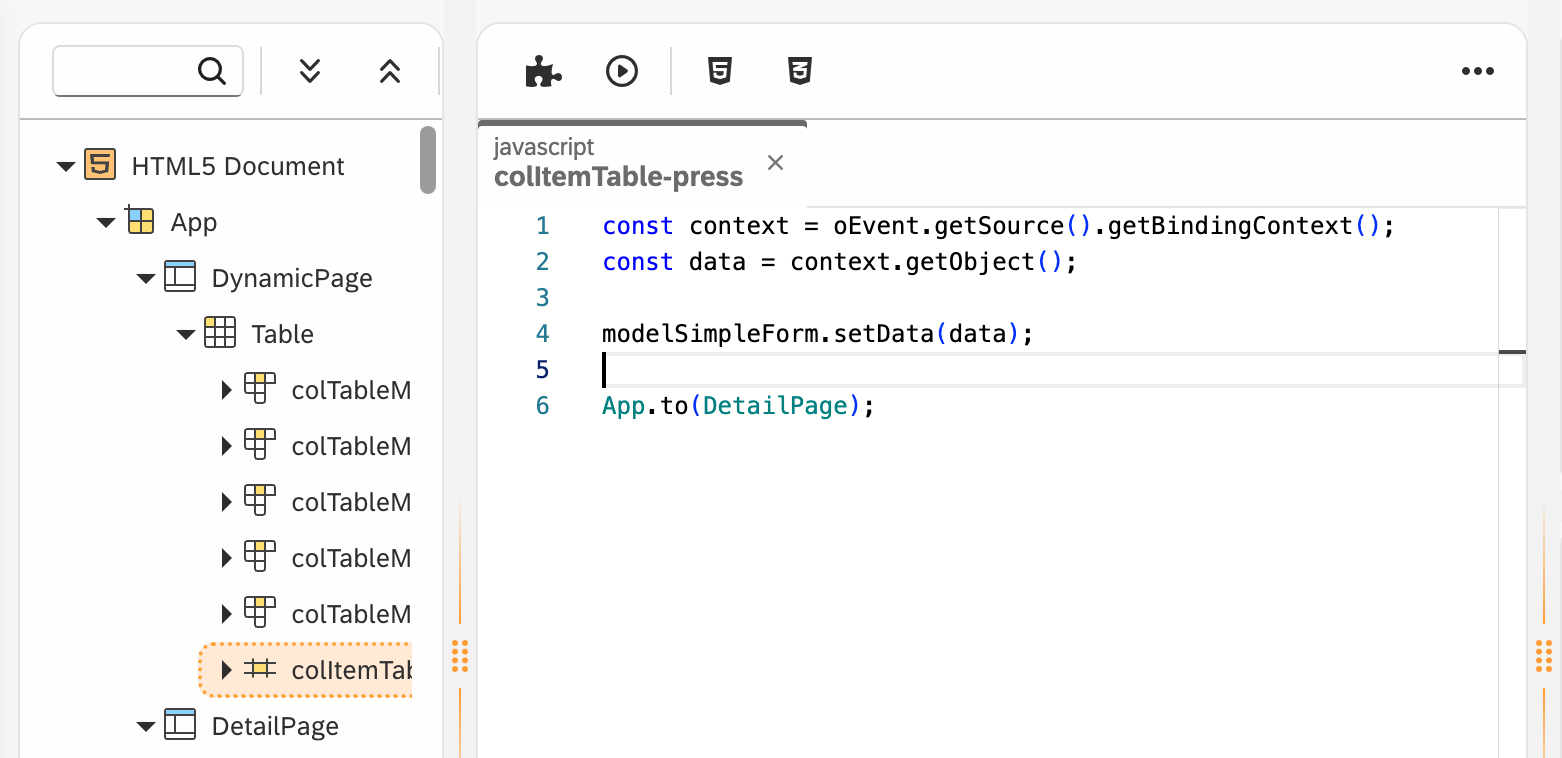 HTML5 Document
App
DynamicPage
Table
colTableM
colTableM
colTableM
colTableM
colTableM
colItemTab
DetailPage
javascript
colItemTable-press
1 const context = oEvent.getSource().getBindingContext();
2 const data = context.getObject();
3
4 modelSimpleForm.setData(data);
5
6 App.to(DetailPage);